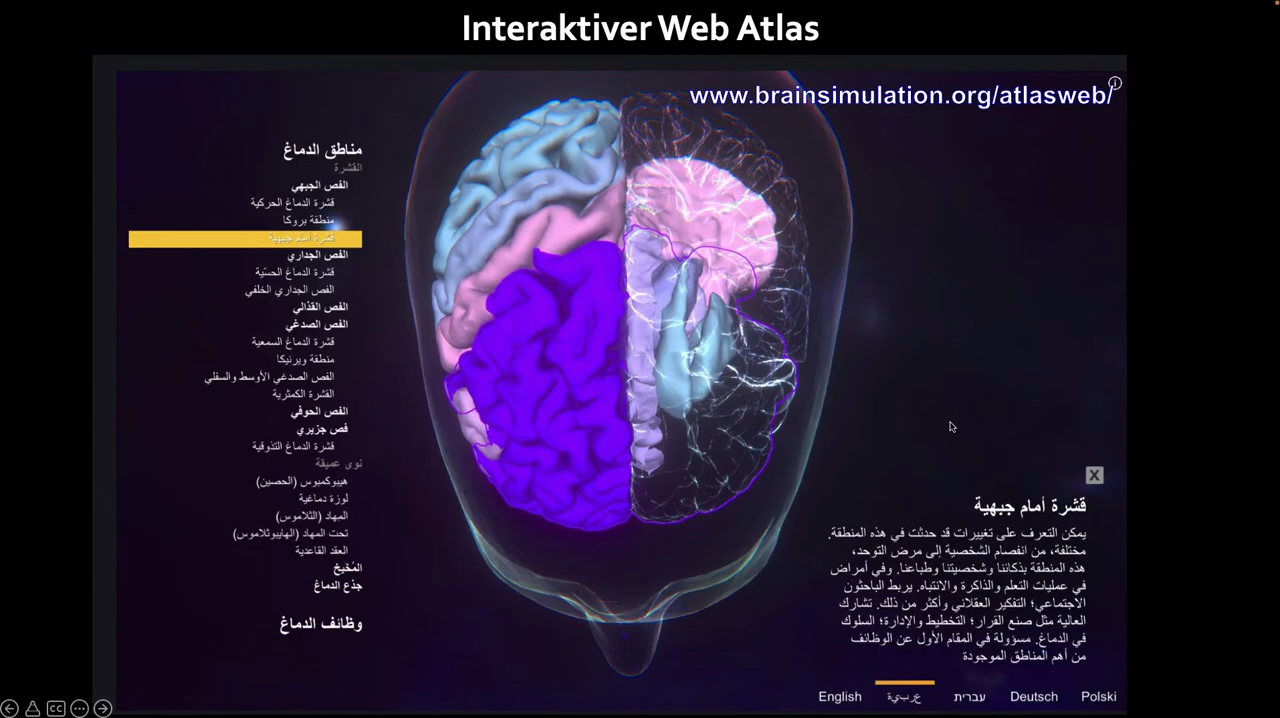 Interaktiver Web Atlas
www.brainsimulation.org/atlasweb/
مناطق الدماغ
القشرة
الفص الجبهي
قشرة الدماغ الحركية
منطقة بروكا
قشرة أمام جبهية
الفص الجداري
قشرة الدماغ الحسّية
الفص الجداري الخلفي
الفص القذالي
الفص الصدغي
قشرة الدماغ السمعية
منطقة ويرنيكا
الفص الصدغي الأوسط والسفلي
القشرة الكمثرية
الفص الحوفي
فص جزيري
قشرة الدماغ التذوقية
نوى عميقة
هيبوكمبوس (الحصين)
لوزة دماغية
المهاد (الثلاموس)
تحت المهاد (الهايبوثلاموس)
العقد القاعدية
المُخَيخ
جذع الدماغ
وظائف الدماغ
X
قشرة أمام جبهية
يمكن التعرف على تغييرات قد حدثت في هذه المنطقة.
مختلفة، من انفصام الشخصية إلى مرض التوحد،
هذه المنطقة بذكائنا وشخصيتنا وطباعنا. وفي أمراض
في عمليات التعلم والذاكرة والانتباه. يربط الباحثون
الاجتماعي؛ التفكير العقلاني وأكثر من ذلك. تشارك
العالية مثل صنع القرار؛ التخطيط والإدارة؛ السلوك
في الدماغ. مسؤولة في المقام الأول عن الوظائف
من أهم المناطق الموجودة
English
عربية
עברית
Deutsch
Polski
CC